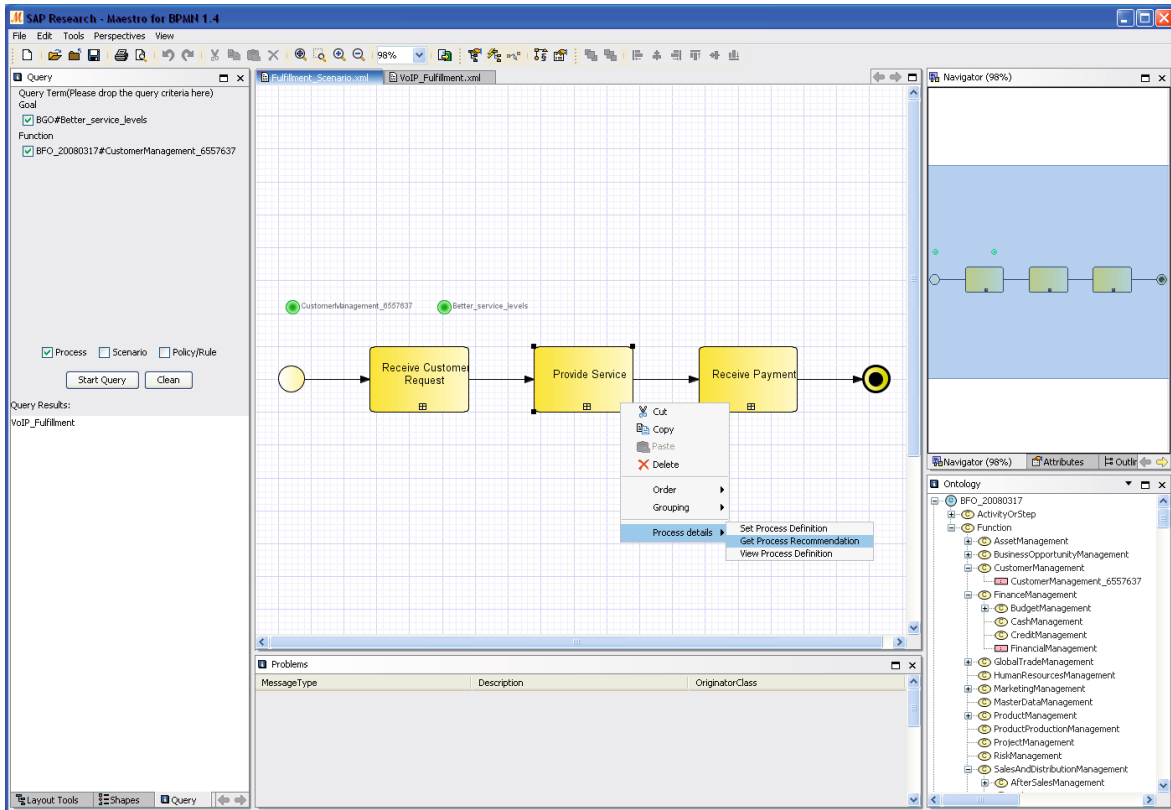 SAP Research - Maestro for BPMN 1.4
File Edit Tools Perspectives View
98%
Query
Query Term(Please drop the query criteria here)
Goal
BGO#Better_service_levels
Function
BFO_20080317#CustomerManagement_6557637
Process Scenario Policy/Rule
Start Query Clean
Query Results:
VoIP_Fulfillment
Layout Tools Shapes Query
Fulfillment_Scenario.xml VoIP_Fulfillment.xml
CustomerManagement_6557637 Better_service_levels
Receive Customer
Request
Provide Service
Receive Payment
Cut
Copy
Paste
Delete
Order
Grouping
Process details
Set Process Definition
Get Process Recommendation
View Process Definition
Problems
MessageType Description OriginatorClass
Navigator (98%)
Navigator (98%) Attributes Outlir
Ontology
BFO_20080317
ActivityOrStep
Function
AssetManagement
BusinessOpportunityManagement
CustomerManagement
CustomerManagement_6557637
FinanceManagement
BudgetManagement
CashManagement
CreditManagement
FinancialManagement
GlobalTradeManagement
HumanResourcesManagement
MarketingManagement
MasterDataManagement
ProductManagement
ProductProductionManagement
ProjectManagement
RiskManagement
SalesAndDistributionManagement
AfterSalesManagement